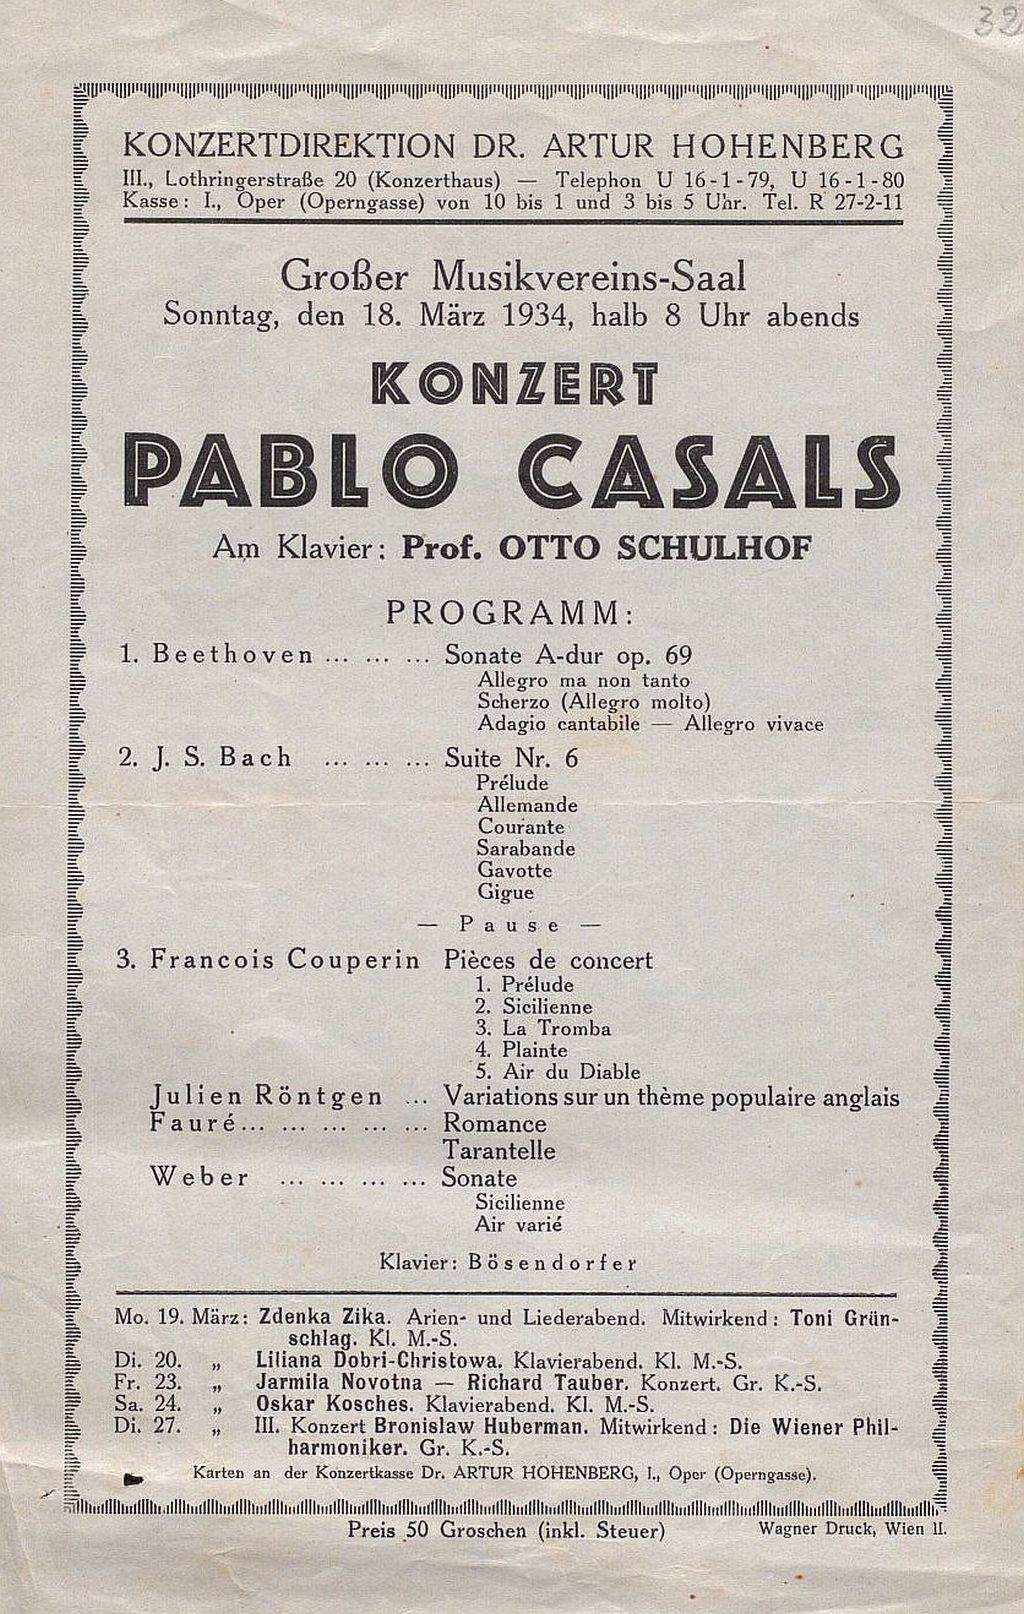 32
KONZERTDIREKTION DR. ARTUR HOHENBERG
III., Lothringerstraße 20 (Konzerthaus) — Telephon U 16-1-79, U 16-1-80
Kasse: I., Oper (Operngasse) von 10 bis 1 und 3 bis 5 Uhr. Tel. R 27-2-11
Großer Musikvereins-Saal
Sonntag, den 18. März 1934, halb 8 Uhr abends
KONZERT
PABLO CASALS
Am Klavier: Prof. OTTO SCHULHOF
PROGRAMM:
1. Beethoven ... ... ... Sonate A-dur op. 69
Allegro ma non tanto
Scherzo (Allegro molto)
Adagio cantabile — Allegro vivace
2. J. S. Bach ... ... ... Suite Nr. 6
Prélude
Allemande
Courante
Sarabande
Gavotte
Gigue
— Pause —
3. Francois Couperin Pièces de concert
1. Prélude
2. Sicilienne
3. La Tromba
4. Plainte
5. Air du Diable
Julien Röntgen ... Variations sur un thème populaire anglais
Fauré... ... ... ... ... Romance
Tarantelle
Weber ... ... ... ... Sonate
Sicilienne
Air varié
Klavier: Bösendorfer
Mo. 19. März: Zdenka Zika. Arien- und Liederabend. Mitwirkend: Toni Grün-
schlag. Kl. M.-S.
Di. 20. „ Liliana Dobri-Christowa. Klavierabend. Kl. M.-S.
Fr. 23. „ Jarmila Novotna — Richard Tauber. Konzert. Gr. K.-S.
Sa. 24. „ Oskar Kosches. Klavierabend. Kl. M.-S.
Di. 27. „ III. Konzert Bronislaw Huberman. Mitwirkend: Die Wiener Phil-
harmoniker. Gr. K.-S.
Karten an der Konzertkasse Dr. ARTUR HOHENBERG, I., Oper (Operngasse).
Preis 50 Groschen (inkl. Steuer) Wagner Druck, Wien II.